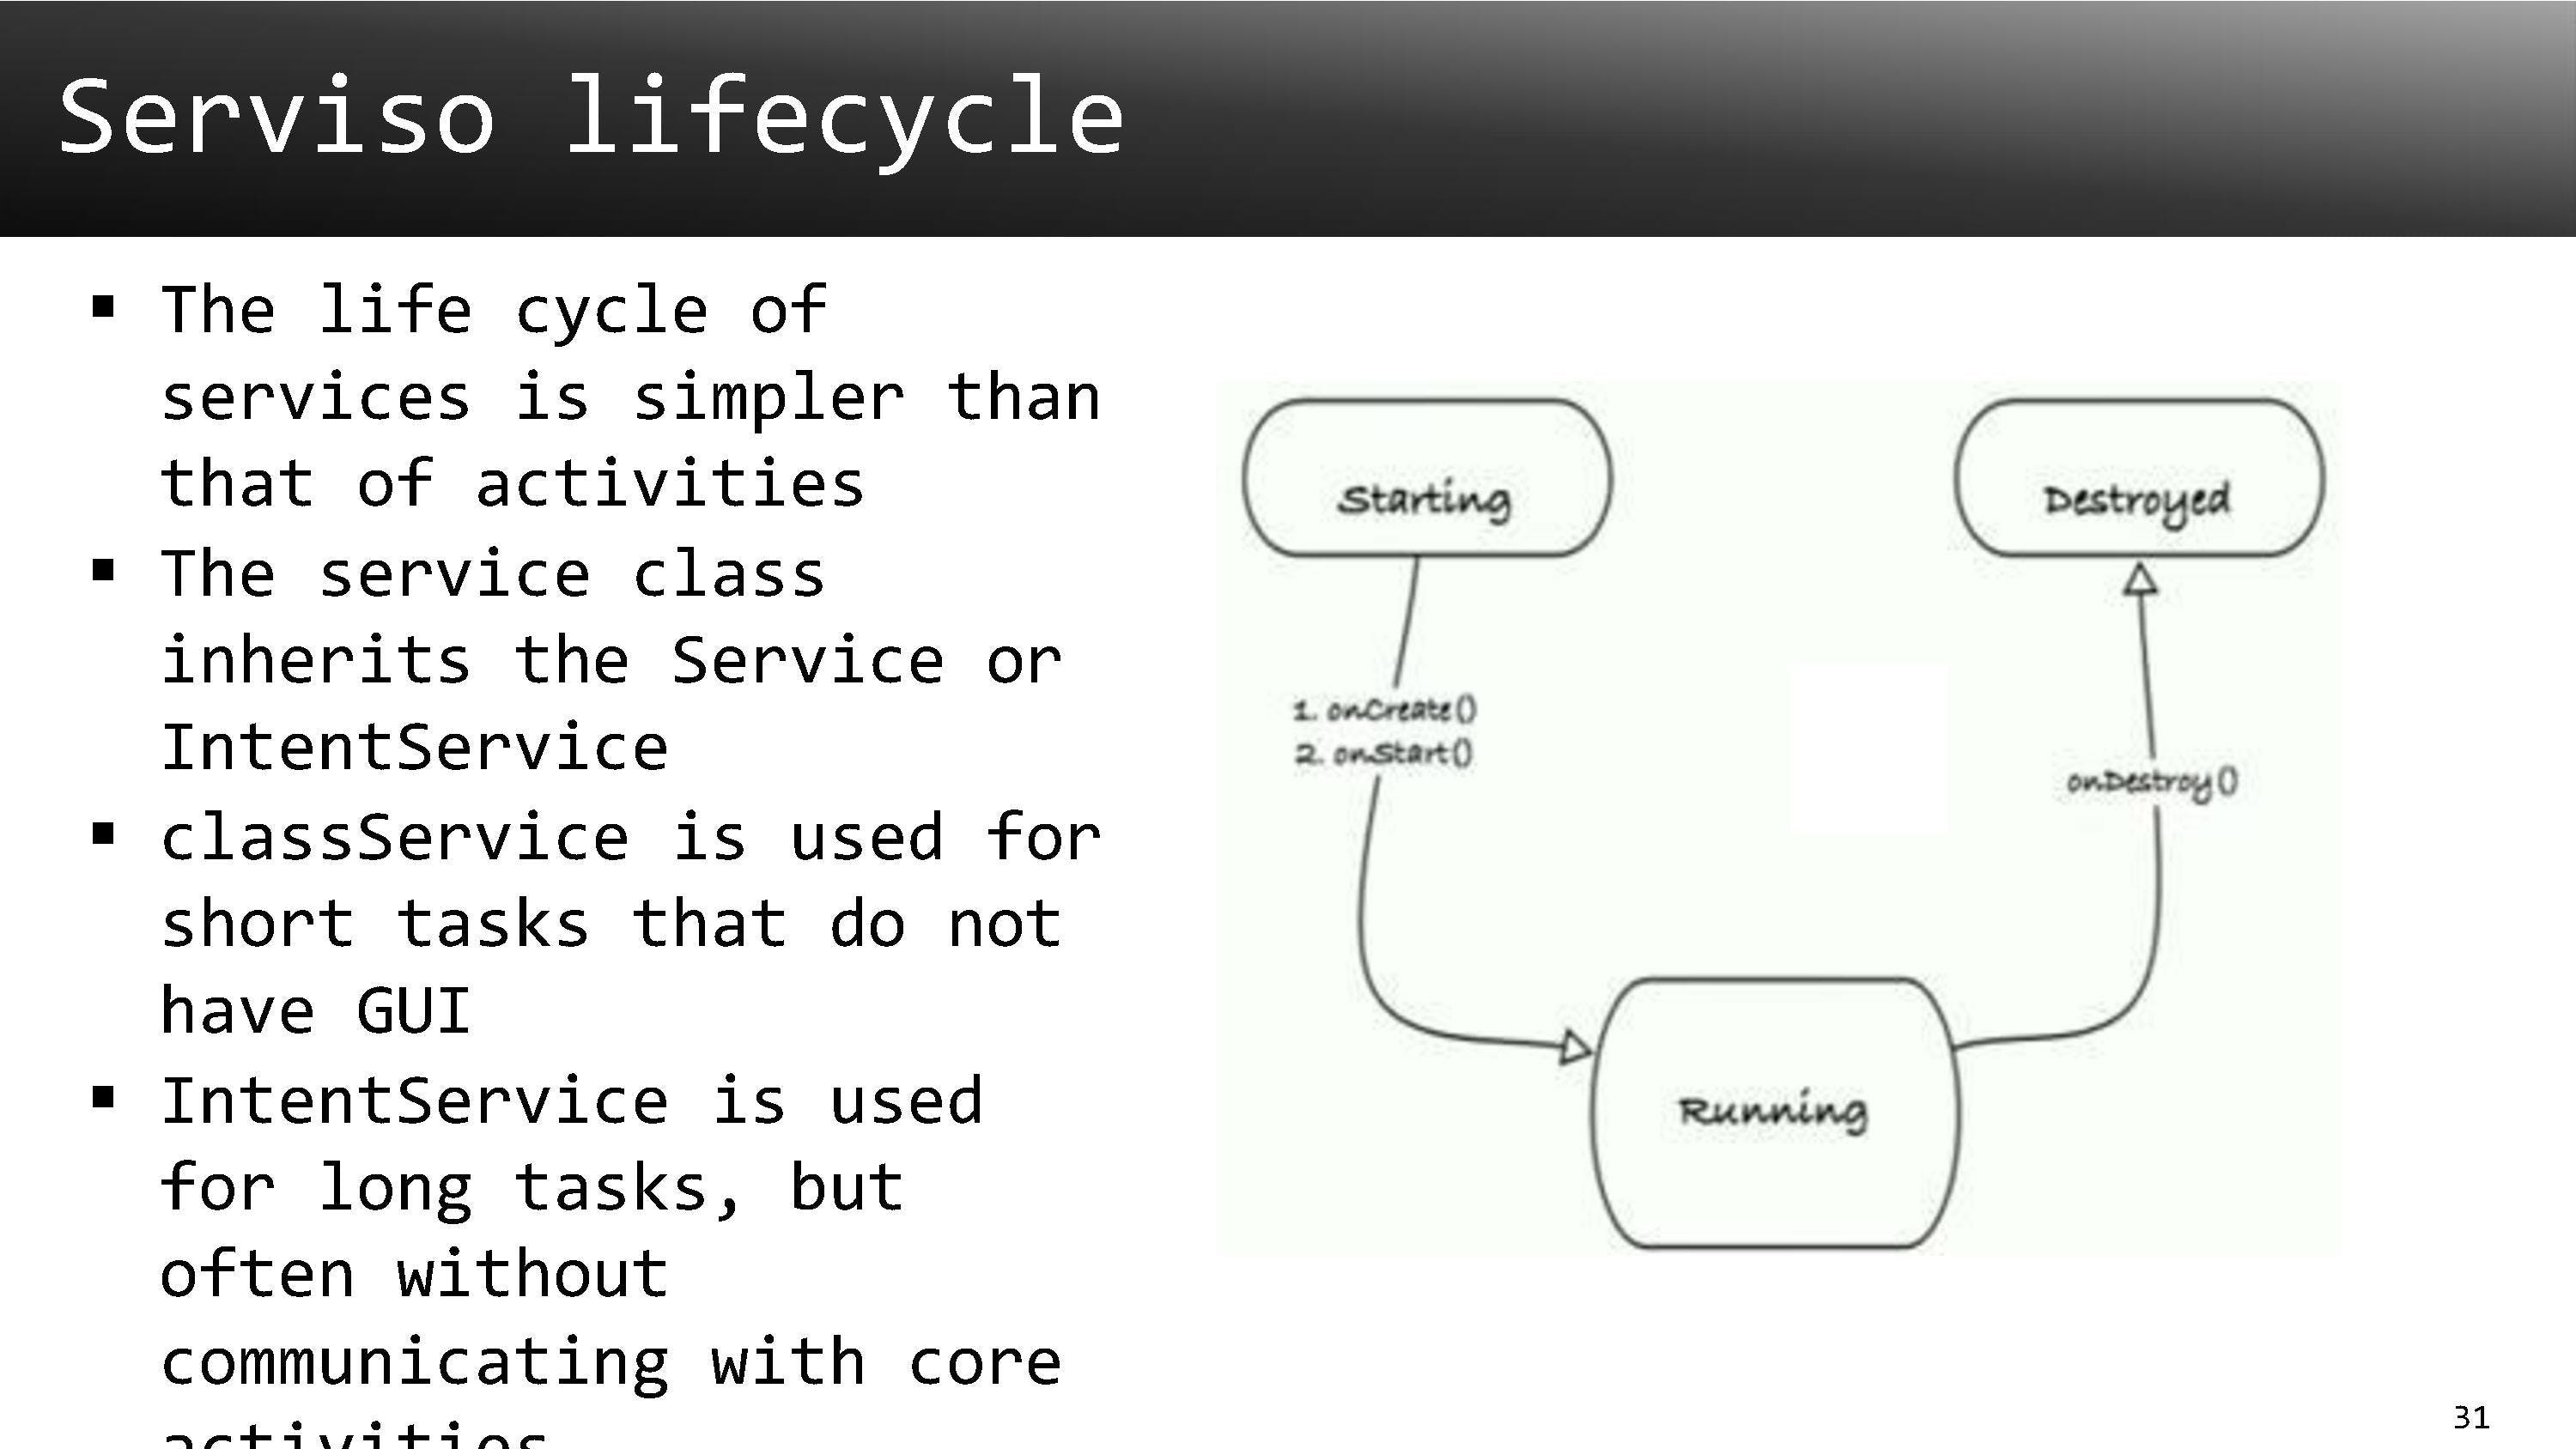 Serviso lifecycle
▪ The life cycle of
services is simpler than
that of activities
▪ The service class
inherits the Service or
IntentService
▪ classService is used for
short tasks that do not
have GUI
▪ IntentService is used
for long tasks, but
often without
communicating with core
activities
Starting
Destroyed
1. onCreate()
2. onStart()
onDestroy()
Running
31